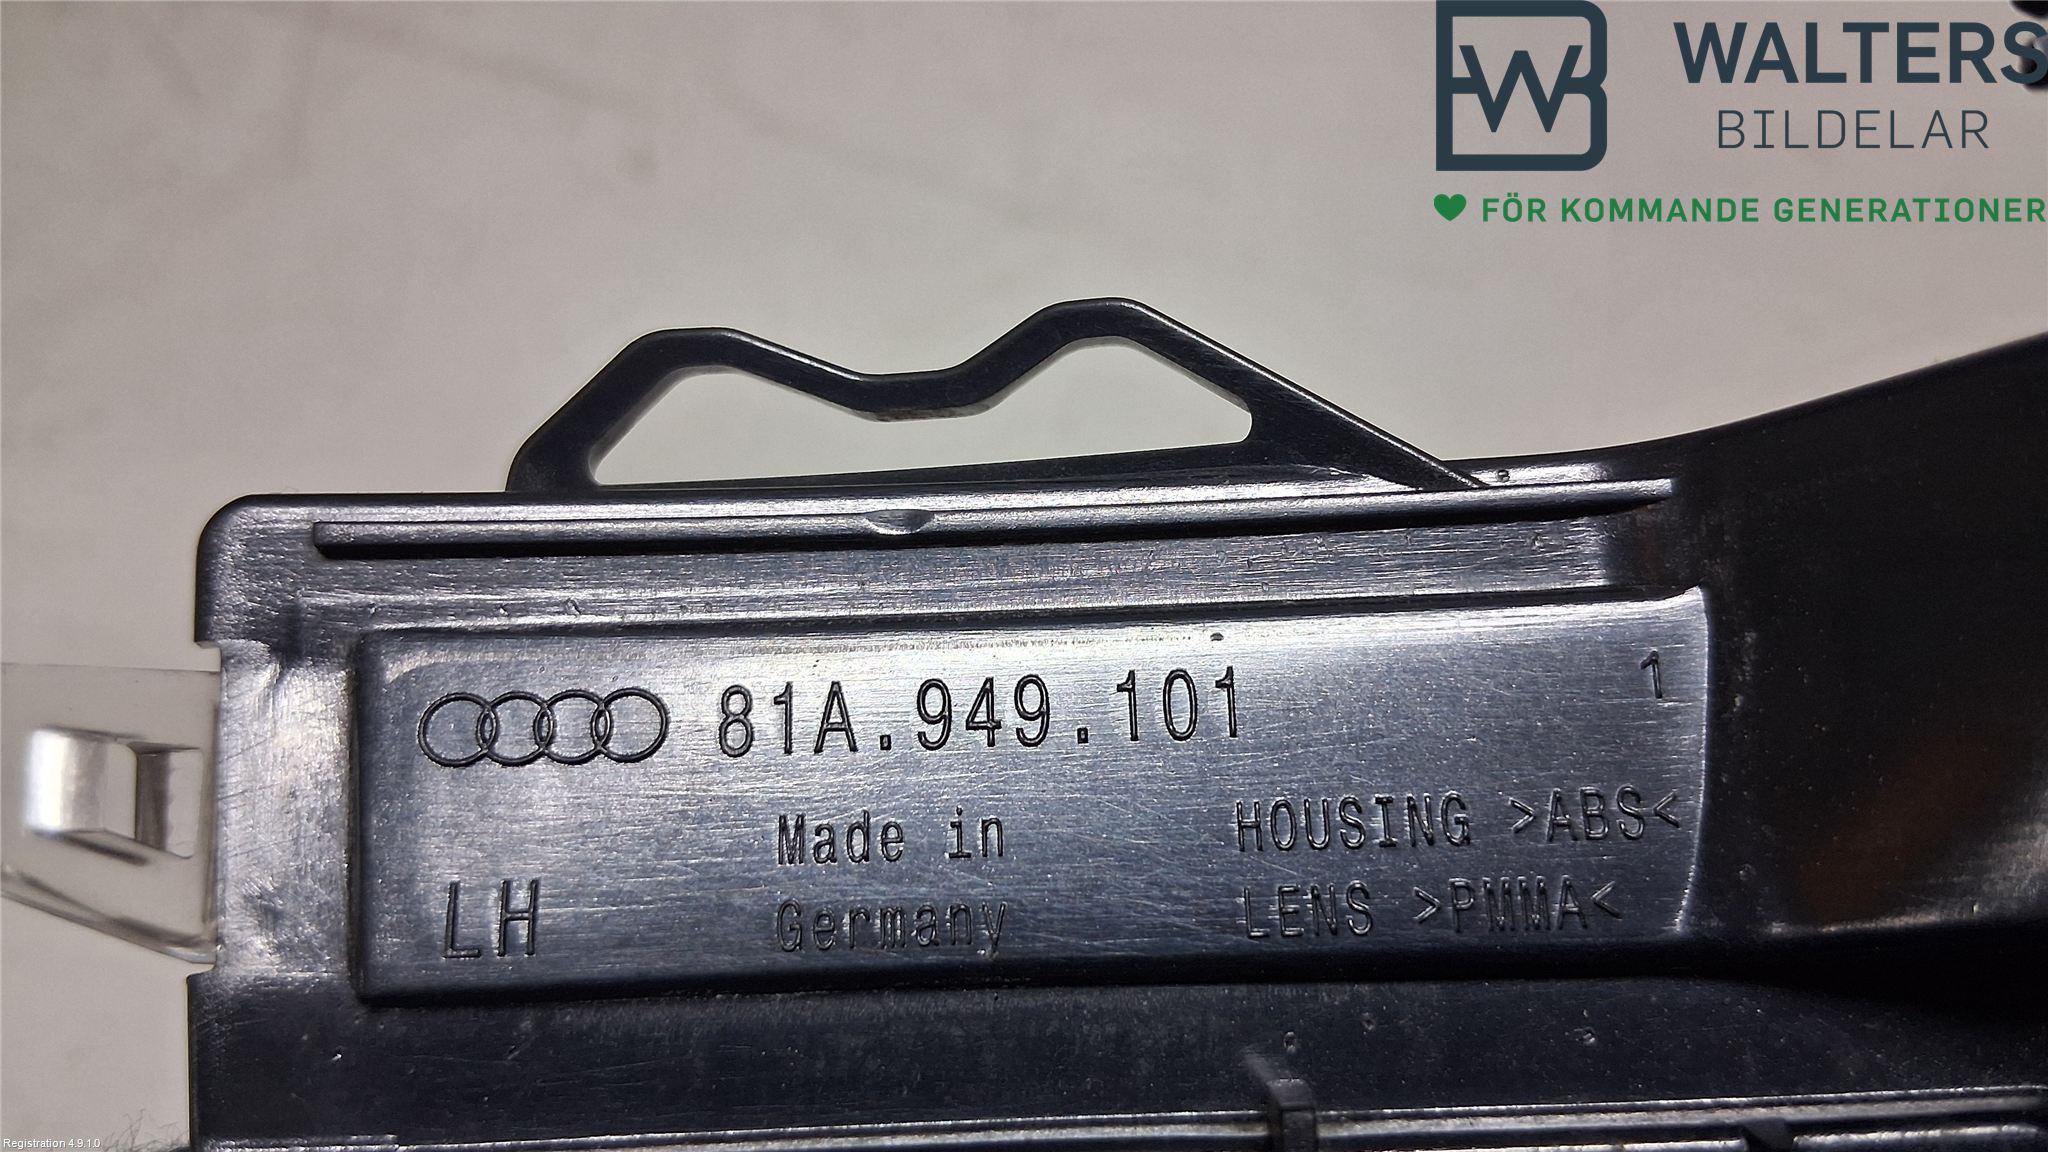 WALTERS
BILDELAR
FÖR KOMMANDE GENERATIONER
81A.949.101
1
Made in
Germany
HOUSING >ABS<
LENS >PMMA<
LH
Registration 4.9.1.0